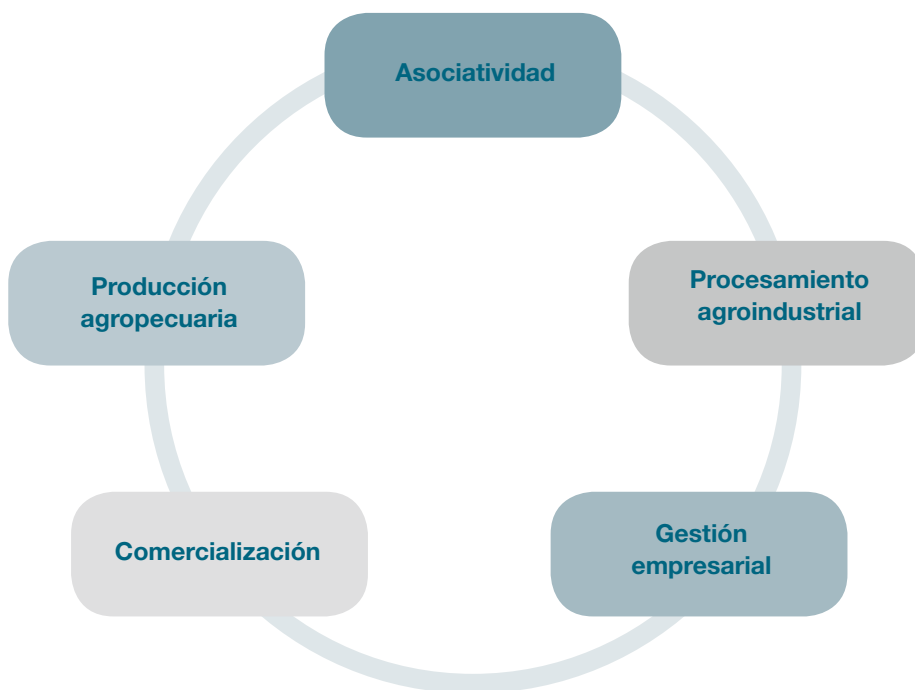 Asociatividad
Producción
agropecuaria
Procesamiento
agroindustrial
Comercialización
Gestión
empresarial